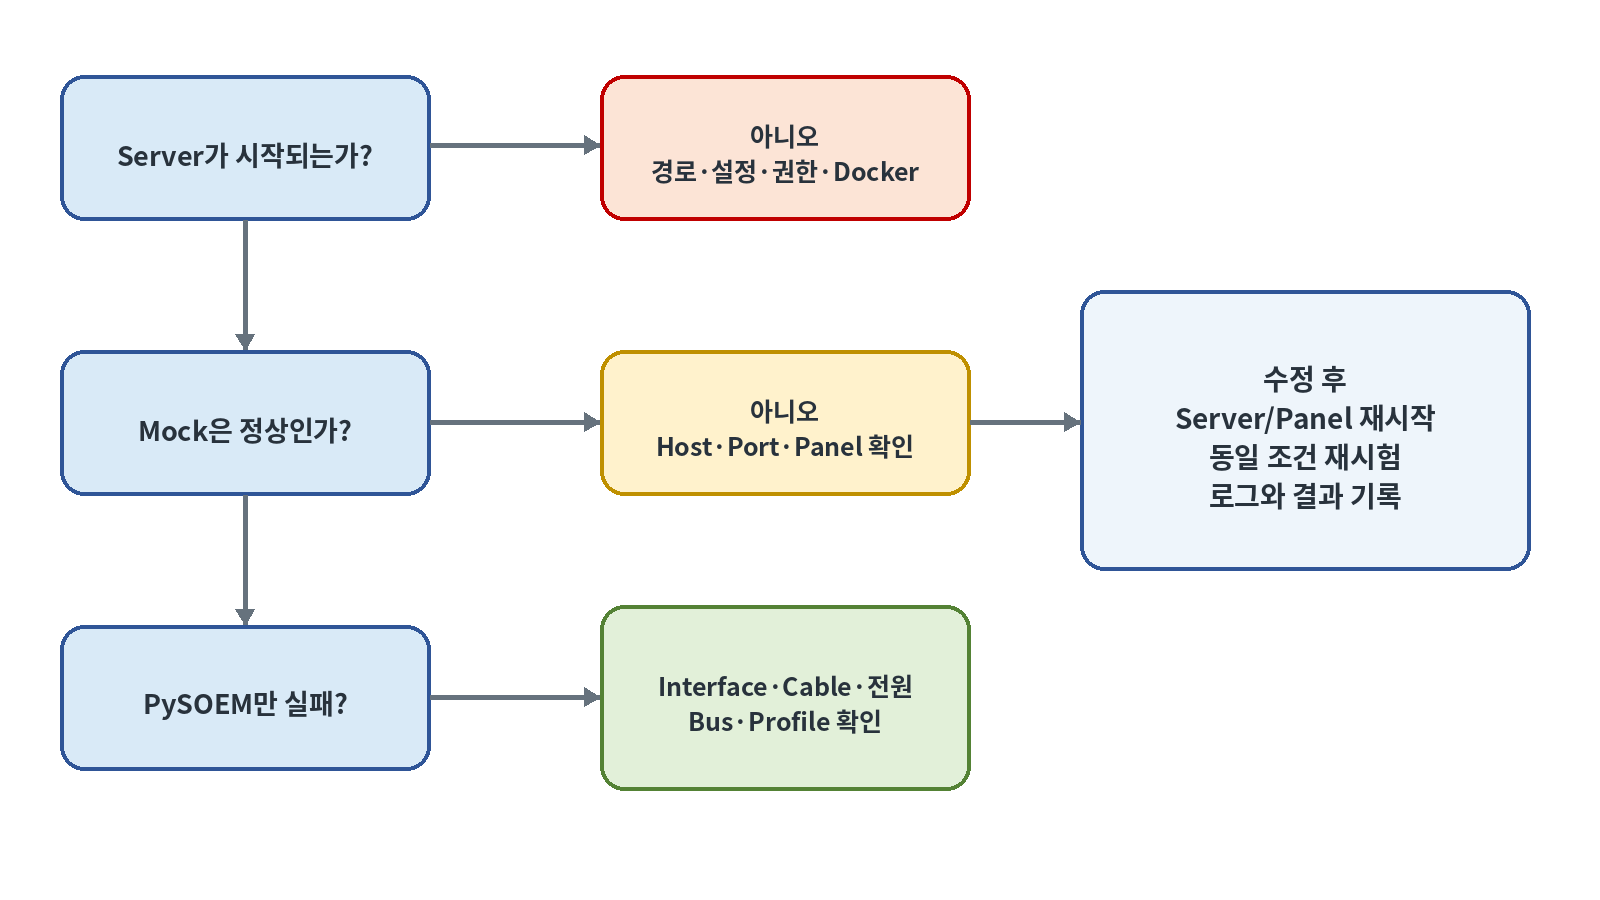 Server가 시작되는가?
아니오
경로·설정·권한·Docker
Mock은 정상인가?
아니오
Host·Port·Panel 확인
수정 후
Server/Panel 재시작
동일 조건 재시험
로그와 결과 기록
PySOEM만 실패?
Interface·Cable·전원
Bus·Profile 확인